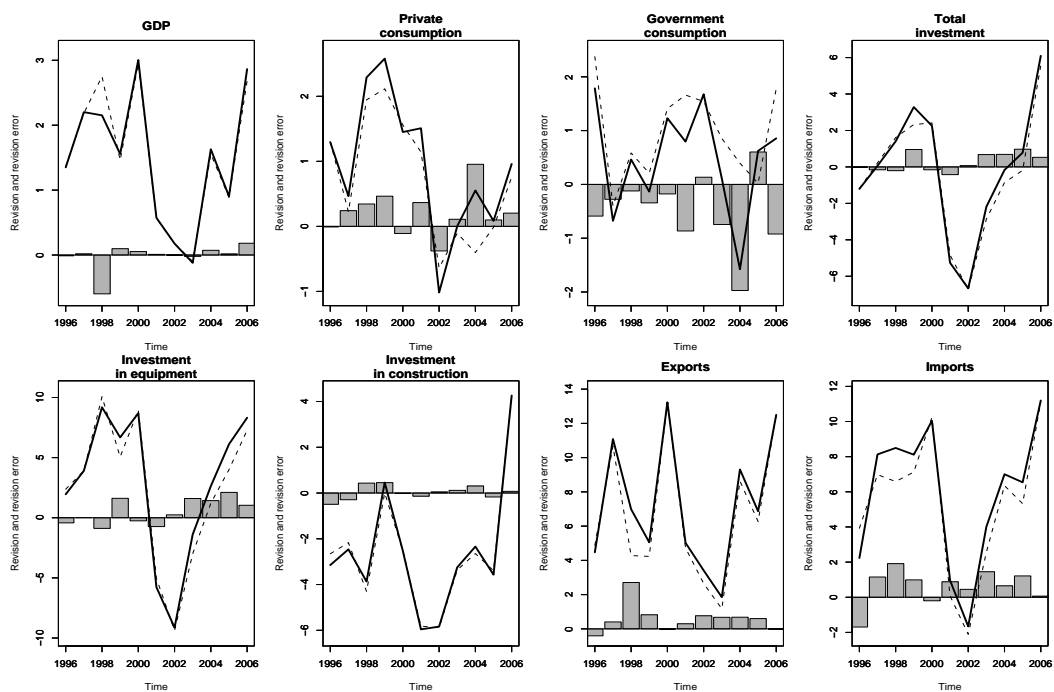 GDP
Revision and revision error
3
2
1
0
1996 1998 2000 2002 2004 2006
Time
Private
consumption
Revision and revision error
2
1
0
−1
1996 1998 2000 2002 2004 2006
Time
Government
consumption
Revision and revision error
2
1
0
−1
−2
1996 1998 2000 2002 2004 2006
Time
Total
investment
Revision and revision error
6
4
2
0
−2
−4
−6
1996 1998 2000 2002 2004 2006
Time
Investment
in equipment
Revision and revision error
10
5
0
−5
−10
1996 1998 2000 2002 2004 2006
Time
Investment
in construction
Revision and revision error
4
2
0
−2
−4
−6
1996 1998 2000 2002 2004 2006
Time
Exports
Revision and revision error
14
12
10
8
6
4
2
0
1996 1998 2000 2002 2004 2006
Time
Imports
Revision and revision error
12
10
8
6
4
2
0
−2
1996 1998 2000 2002 2004 2006
Time